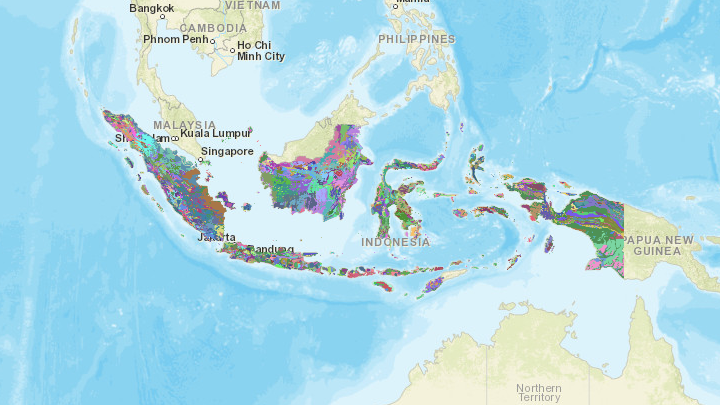 VIETNAM
Bangkok
CAMBODIA
Phnom Penh
Ho Chi
Minh City
PHILIPPINES
MALAYSIA
Kuala Lumpur
Singapore
Jakarta
Bandung
INDONESIA
PAPUA NEW
GUINEA
Northern
Territory